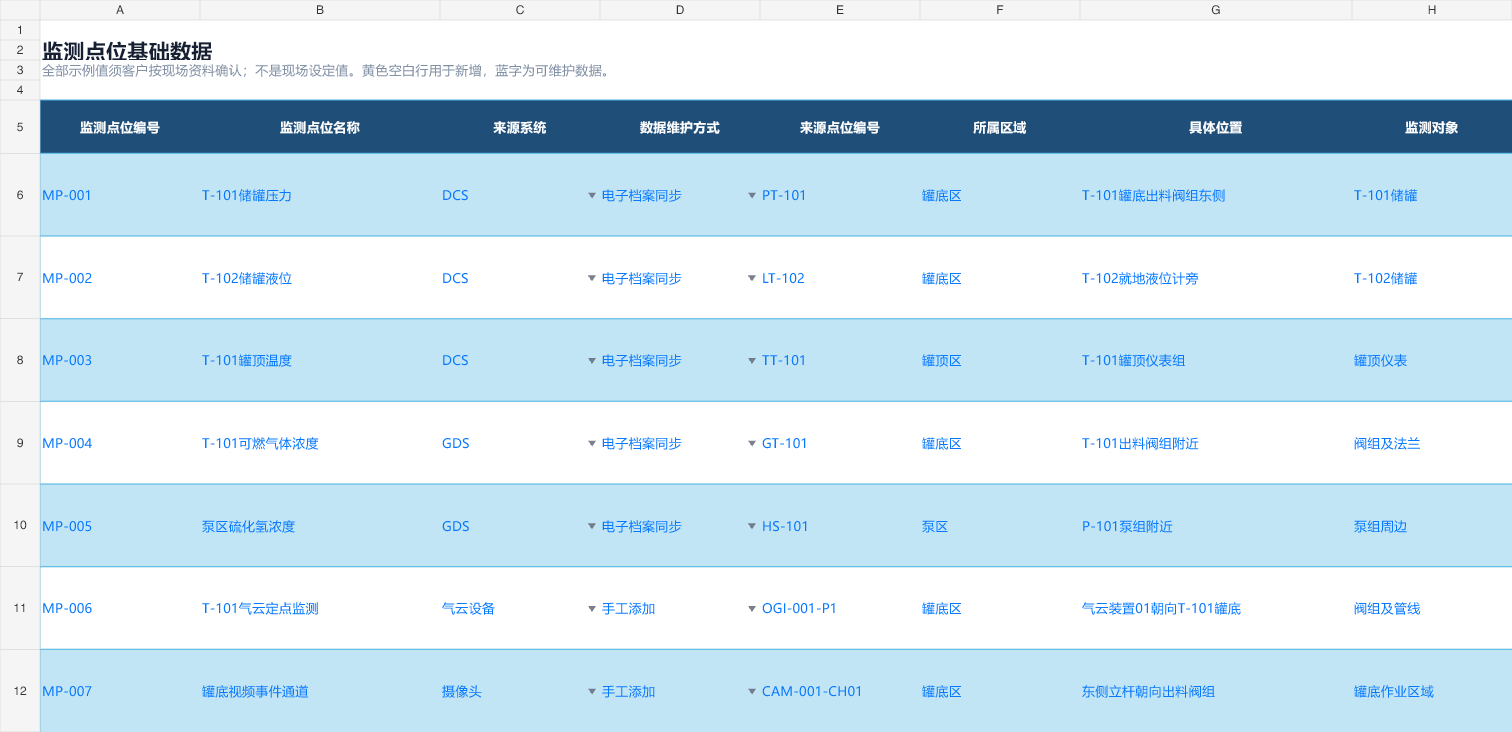 A B C D E F G H
1
2 监测点位基础数据
3 全部示例值须客户按现场资料确认；不是现场设定值。黄色空白行用于新增，蓝字为可维护数据。
4
5 监测点位编号 监测点位名称 来源系统 数据维护方式 来源点位编号 所属区域 具体位置 监测对象
6 MP-001 T-101储罐压力 DCS 电子档案同步 PT-101 罐底区 T-101罐底出料阀组东侧 T-101储罐
7 MP-002 T-102储罐液位 DCS 电子档案同步 LT-102 罐底区 T-102就地液位计旁 T-102储罐
8 MP-003 T-101罐顶温度 DCS 电子档案同步 TT-101 罐顶区 T-101罐顶仪表组 罐顶仪表
9 MP-004 T-101可燃气体浓度 GDS 电子档案同步 GT-101 罐底区 T-101出料阀组附近 阀组及法兰
10 MP-005 泵区硫化氢浓度 GDS 电子档案同步 HS-101 泵区 P-101泵组附近 泵组周边
11 MP-006 T-101气云定点监测 气云设备 手工添加 OGI-001-P1 罐底区 气云装置01朝向T-101罐底 阀组及管线
12 MP-007 罐底视频事件通道 摄像头 手工添加 CAM-001-CH01 罐底区 东侧立杆朝向出料阀组 罐底作业区域